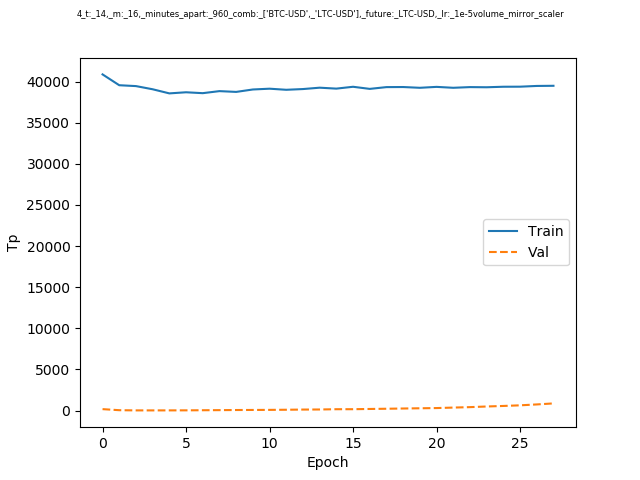 4_t:_14,_m:_16,_minutes_apart:_960_comb:_['BTC-USD',_'LTC-USD'],_future:_LTC-USD,_lr:_1e-5volume_mirror_scaler
40000
35000
30000
25000
20000
15000
10000
5000
0
Tp
Train
Val
0 5 10 15 20 25
Epoch